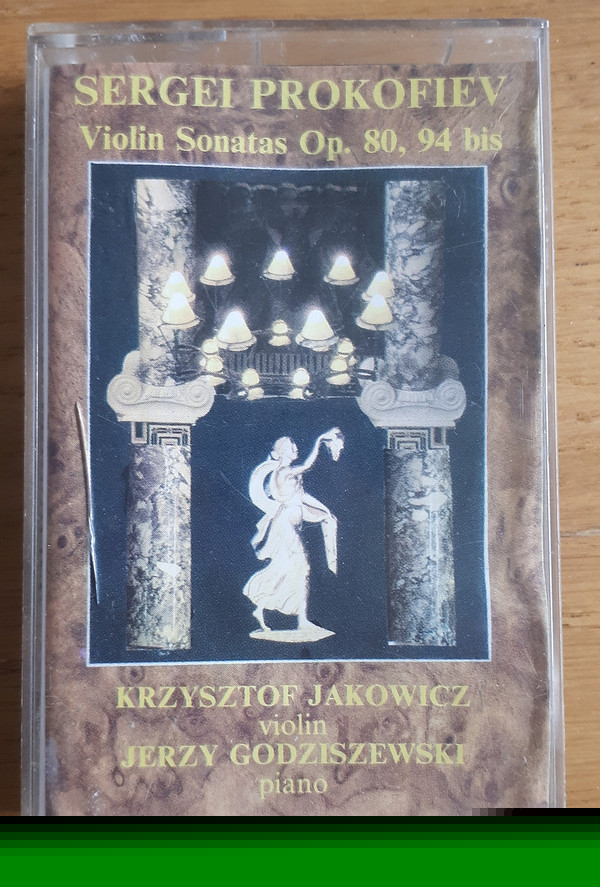 SERGEI PROKOFIEV
Violin Sonatas Op. 80, 94 bis
KRZYSZTOF JAKOWICZ
violin
JERZY GODZISZEWSKI
piano